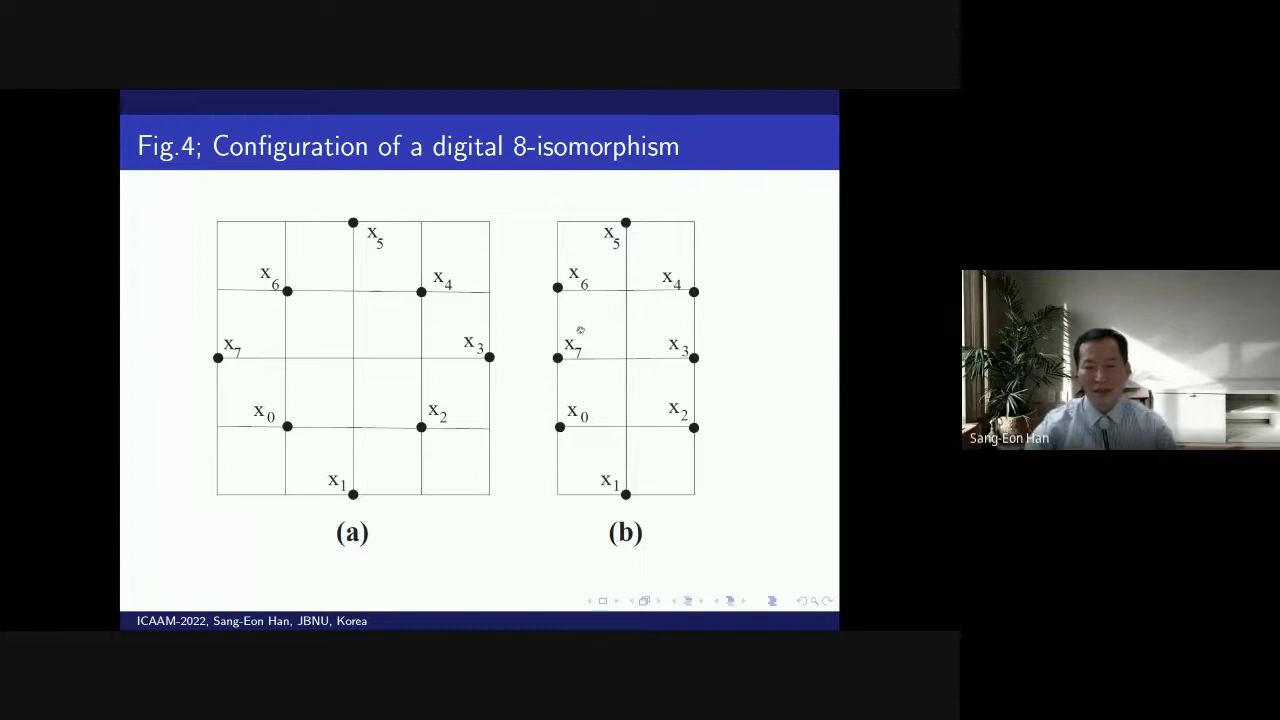 Fig.4; Configuration of a digital 8-isomorphism
x5
x6
x4
x7
x3
x0
x2
x1
(a)
x5
x6
x4
x7
x3
x0
x2
x1
(b)
ICAAM-2022, Sang-Eon Han, JBNU, Korea
Sang-Eon Han